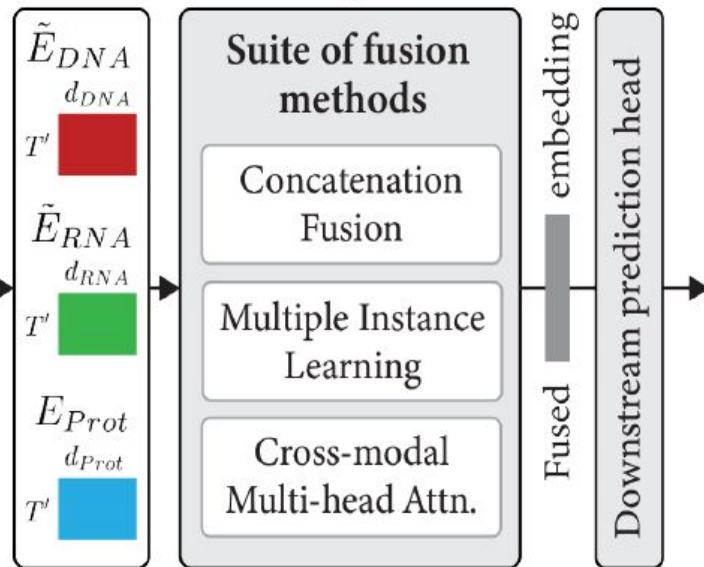 Ẽ_DNA
d_DNA
T′
Ẽ_RNA
d_RNA
T′
E_Prot
d_Prot
T′
Suite of fusion
methods
Concatenation
Fusion
Multiple Instance
Learning
Cross-modal
Multi-head Attn.
Fused embedding
Downstream prediction head